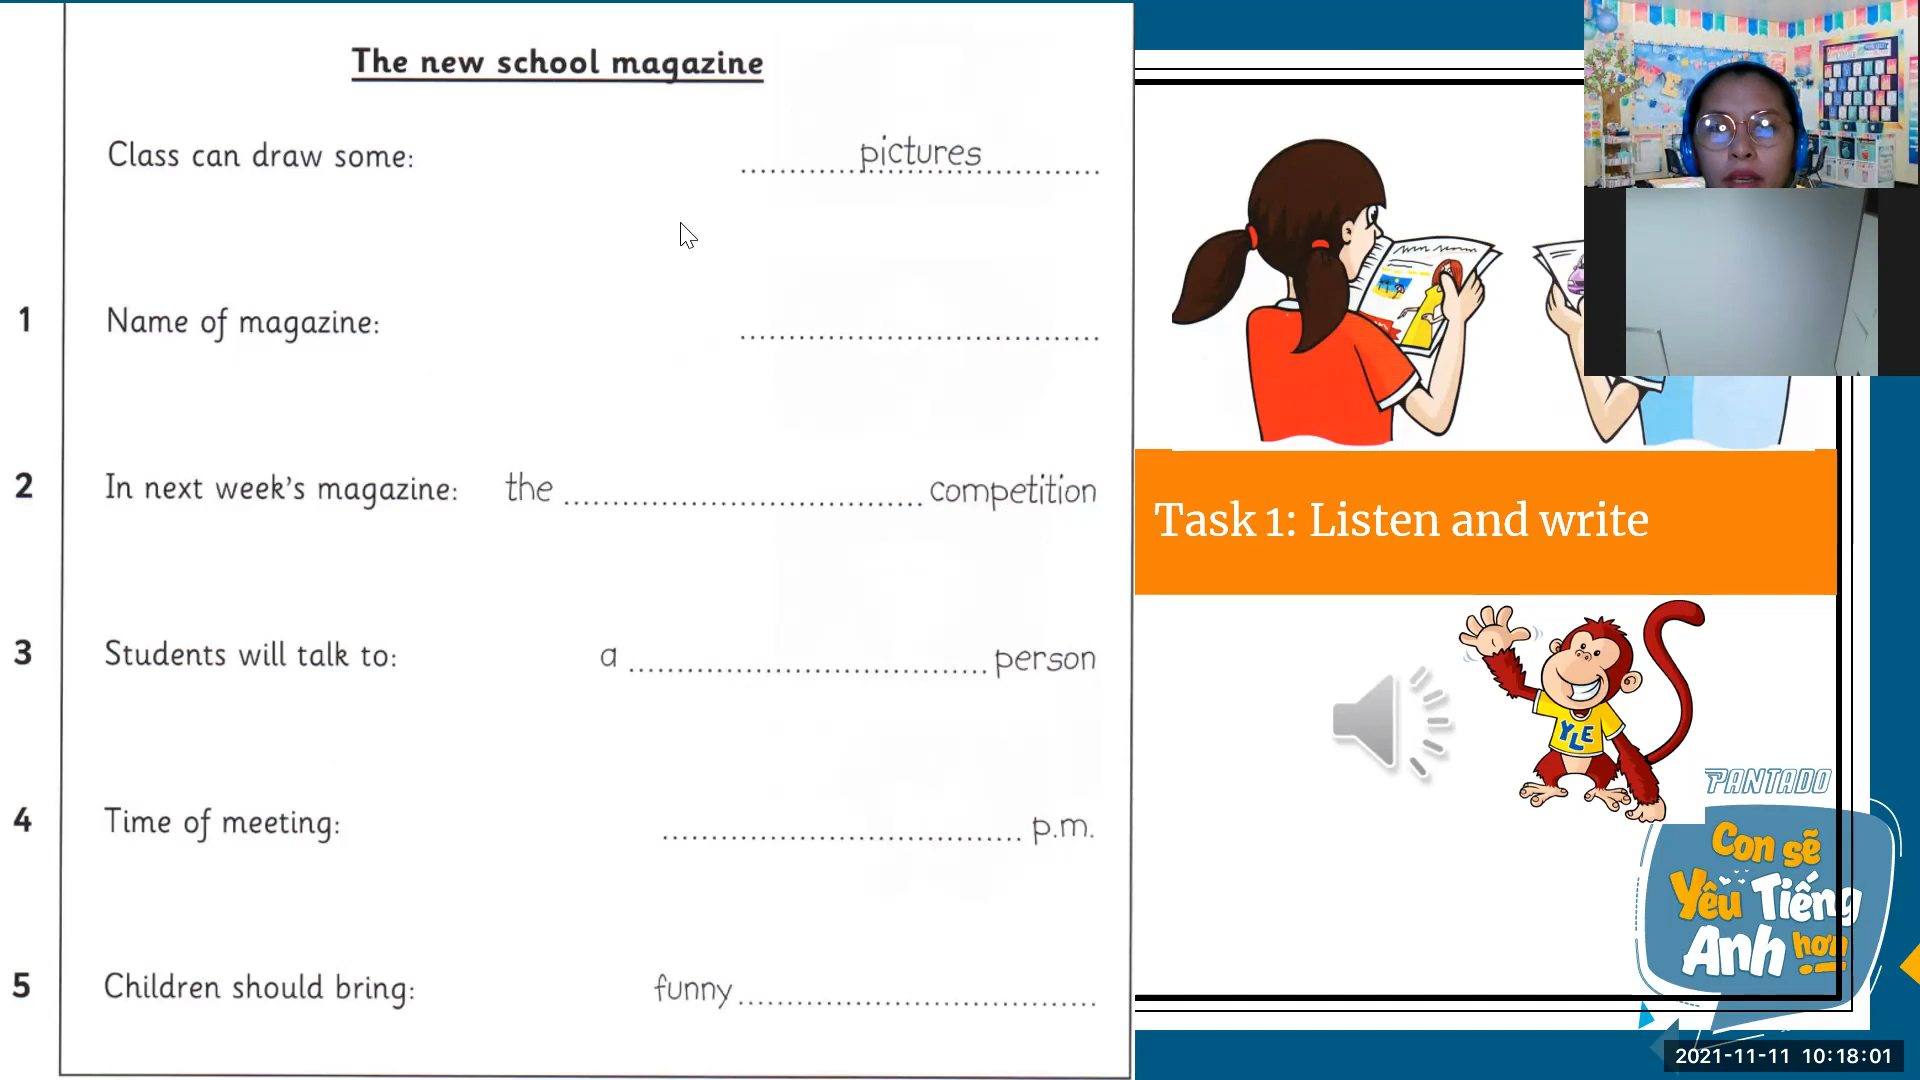 The new school magazine
Class can draw some: pictures
1 Name of magazine:
2 In next week's magazine: the competition
3 Students will talk to: a person
4 Time of meeting: p.m.
5 Children should bring: funny
Task 1: Listen and write
YLE
PANTADO
Con sẽ
Yêu Tiếng
Anh hơn
2021-11-11 10:18:01